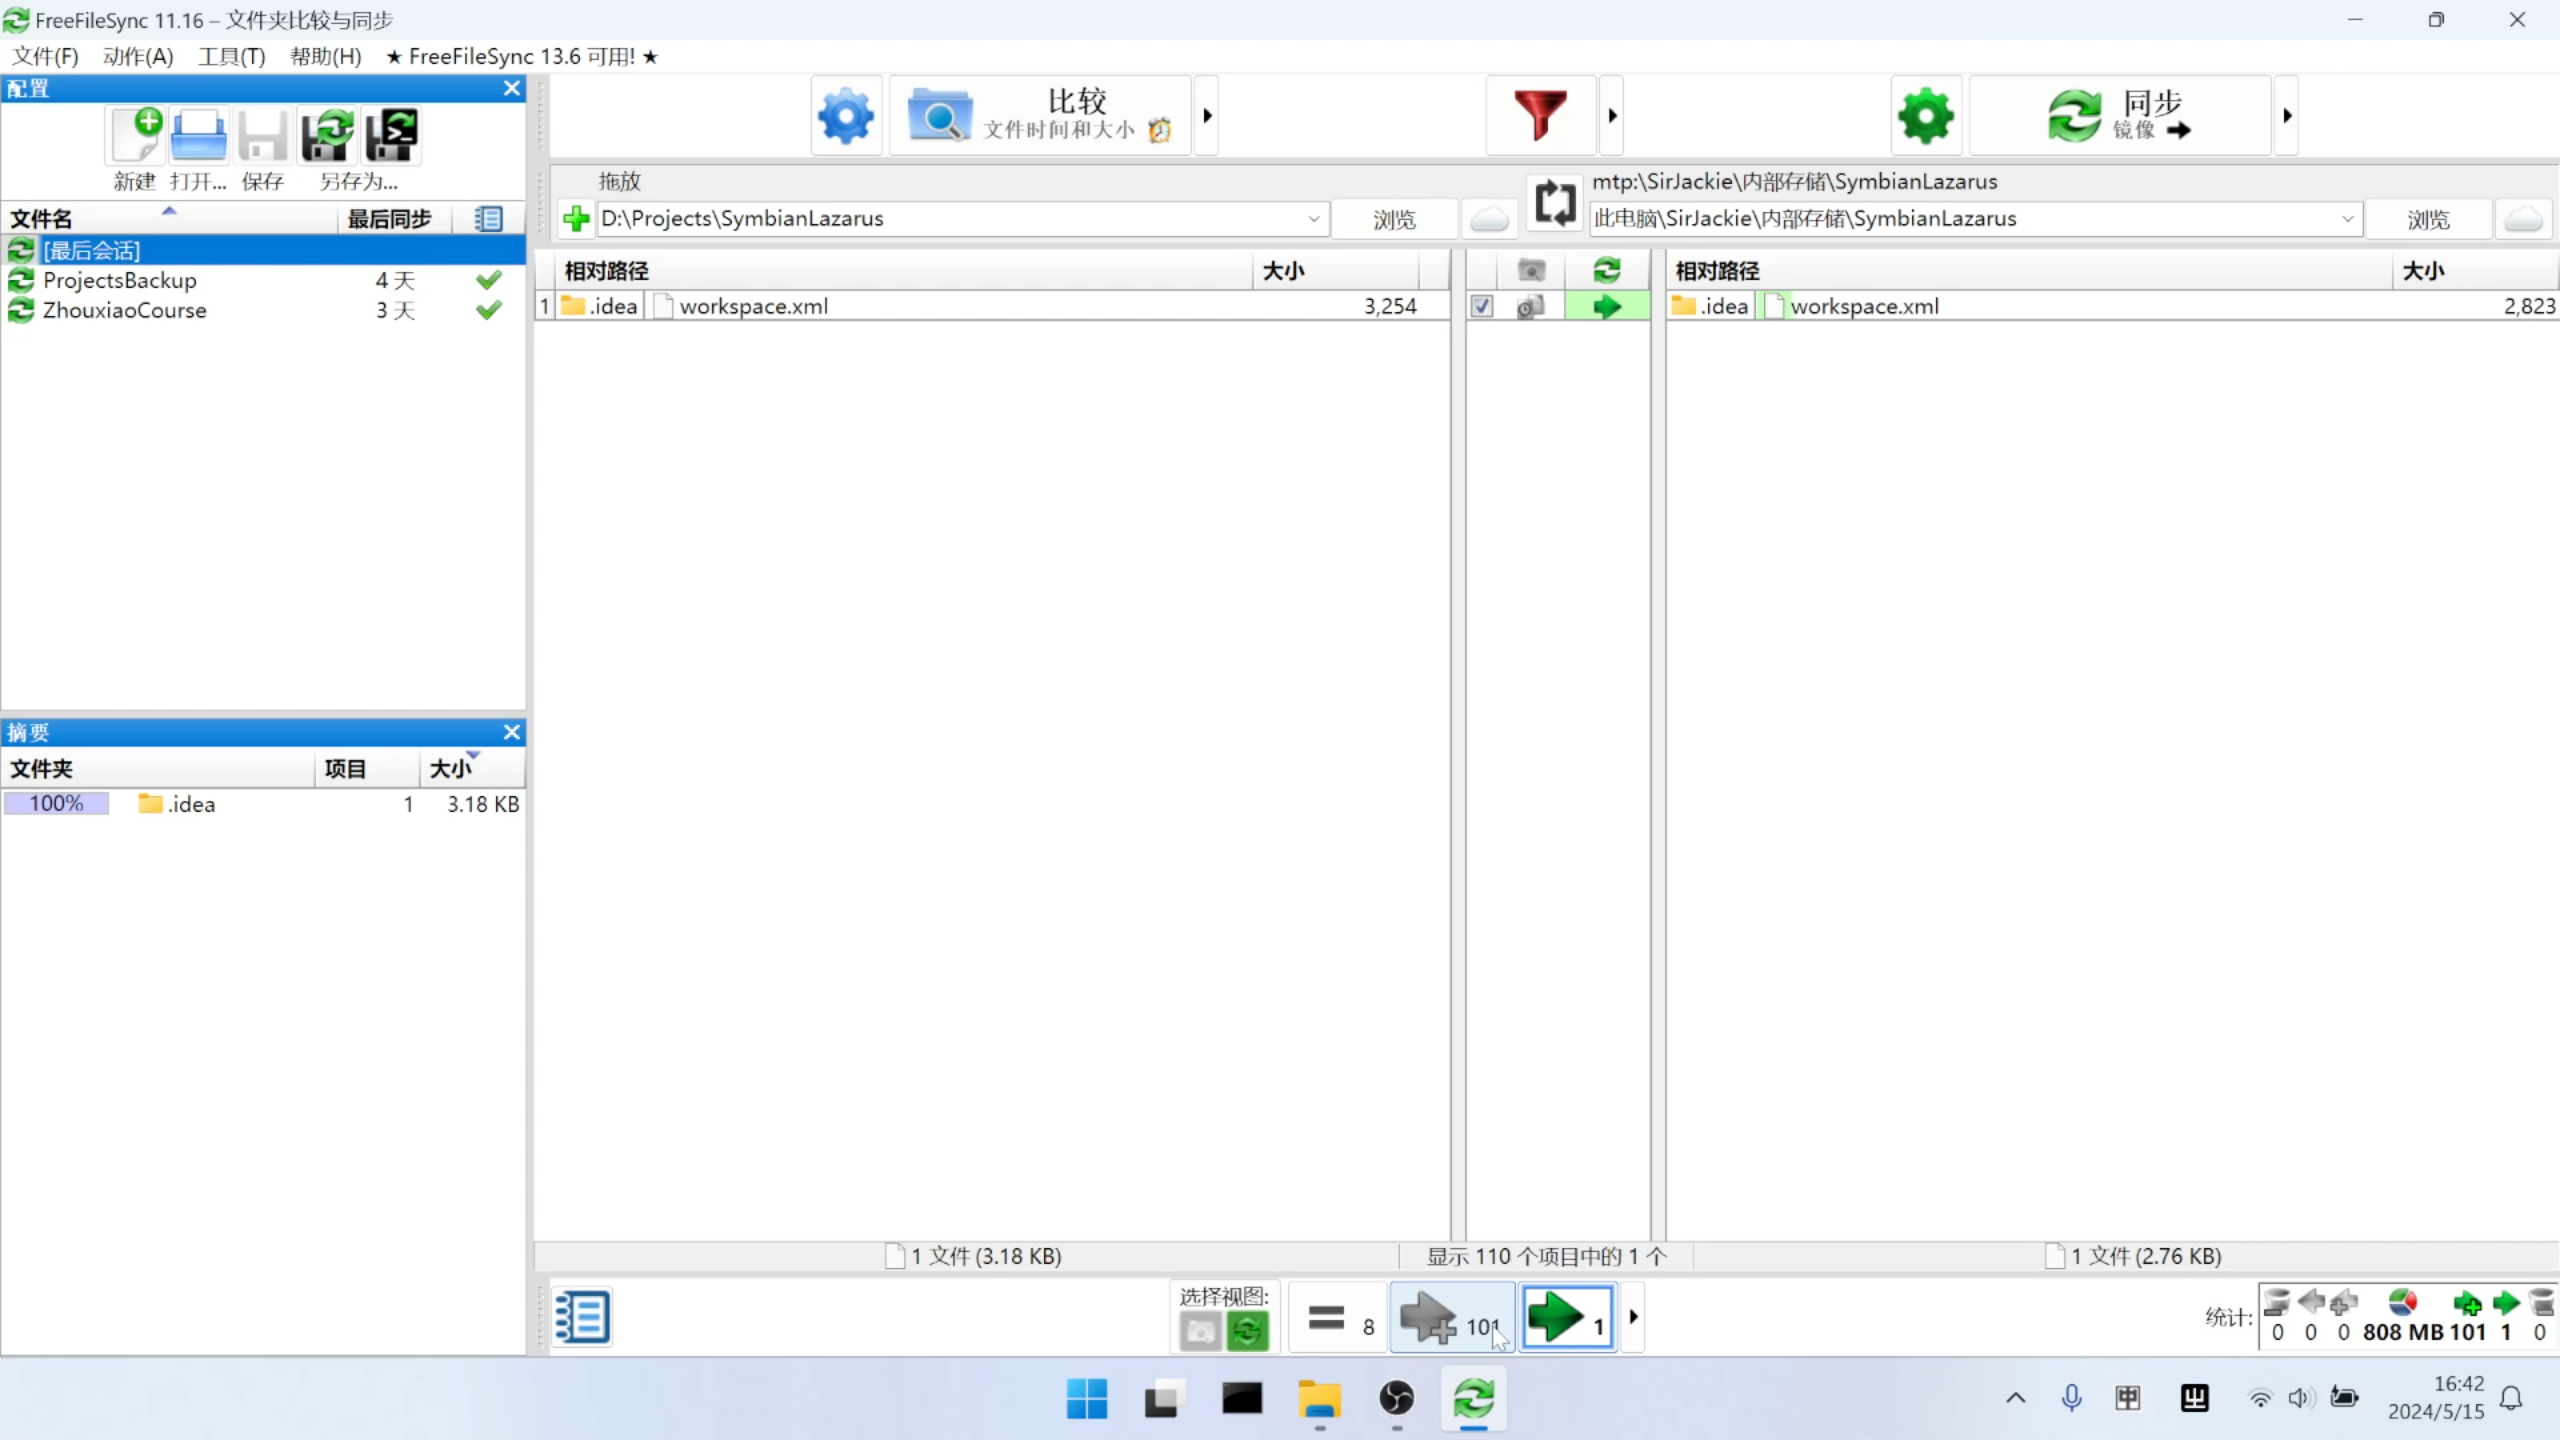 FreeFileSync 11.16 – 文件夹比较与同步
文件(F) 动作(A) 工具(T) 帮助(H) ★ FreeFileSync 13.6 可用! ★
配置
新建 打开... 保存 另存为...
文件名 最后同步
[最后会话]
ProjectsBackup 4 天
ZhouxiaoCourse 3 天
摘要
文件夹 项目 大小
100% .idea 1 3.18 KB
比较
文件时间和大小
同步
镜像
拖放
D:\Projects\SymbianLazarus 浏览
mtp:\SirJackie\内部存储\SymbianLazarus
此电脑\SirJackie\内部存储\SymbianLazarus 浏览
相对路径 大小
1 .idea workspace.xml 3,254
相对路径 大小
.idea workspace.xml 2,823
1 文件 (3.18 KB) 显示 110 个项目中的 1 个 1 文件 (2.76 KB)
选择视图: 8 101 1
统计: 0 0 0 808 MB 101 1 0
中
16:42
2024/5/15